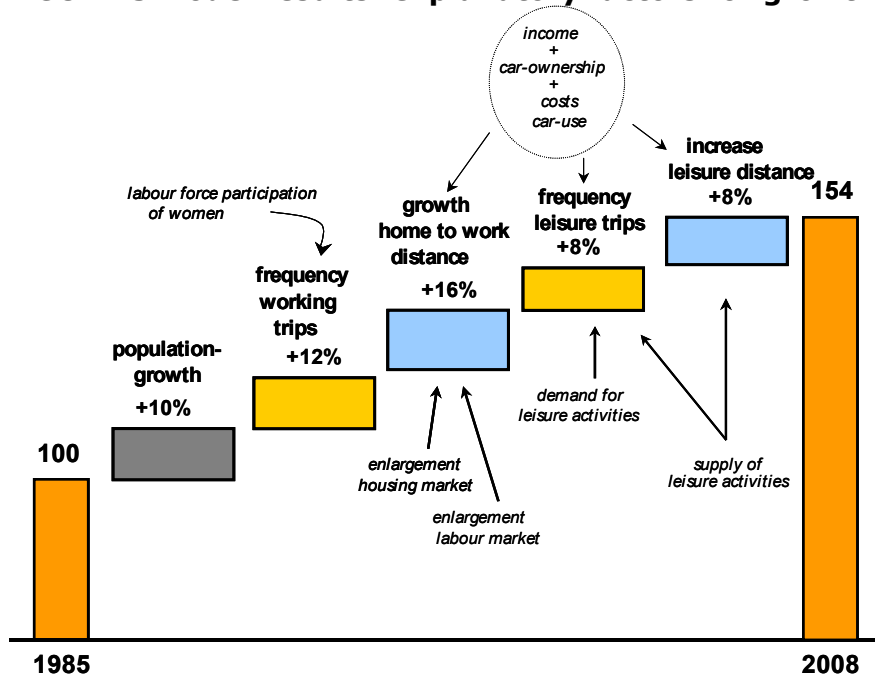 income
+
car-ownership
+
costs
car-use
increase
leisure distance
+8%
154
labour force participation
of women
growth
home to work
distance
+16%
frequency
leisure trips
+8%
frequency
working
trips
+12%
population-
growth
+10%
100
demand for
leisure activities
enlargement
housing market
supply of
leisure activities
enlargement
labour market
1985
2008